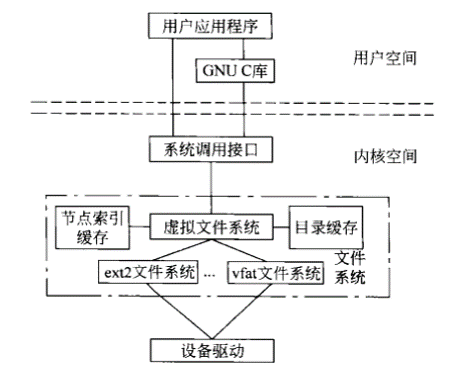 用户应用程序
用户空间
GNU C库
系统调用接口
内核空间
节点索引
缓存
虚拟文件系统
目录缓存
ext2文件系统
...
vfat文件系统
文件
系统
设备驱动